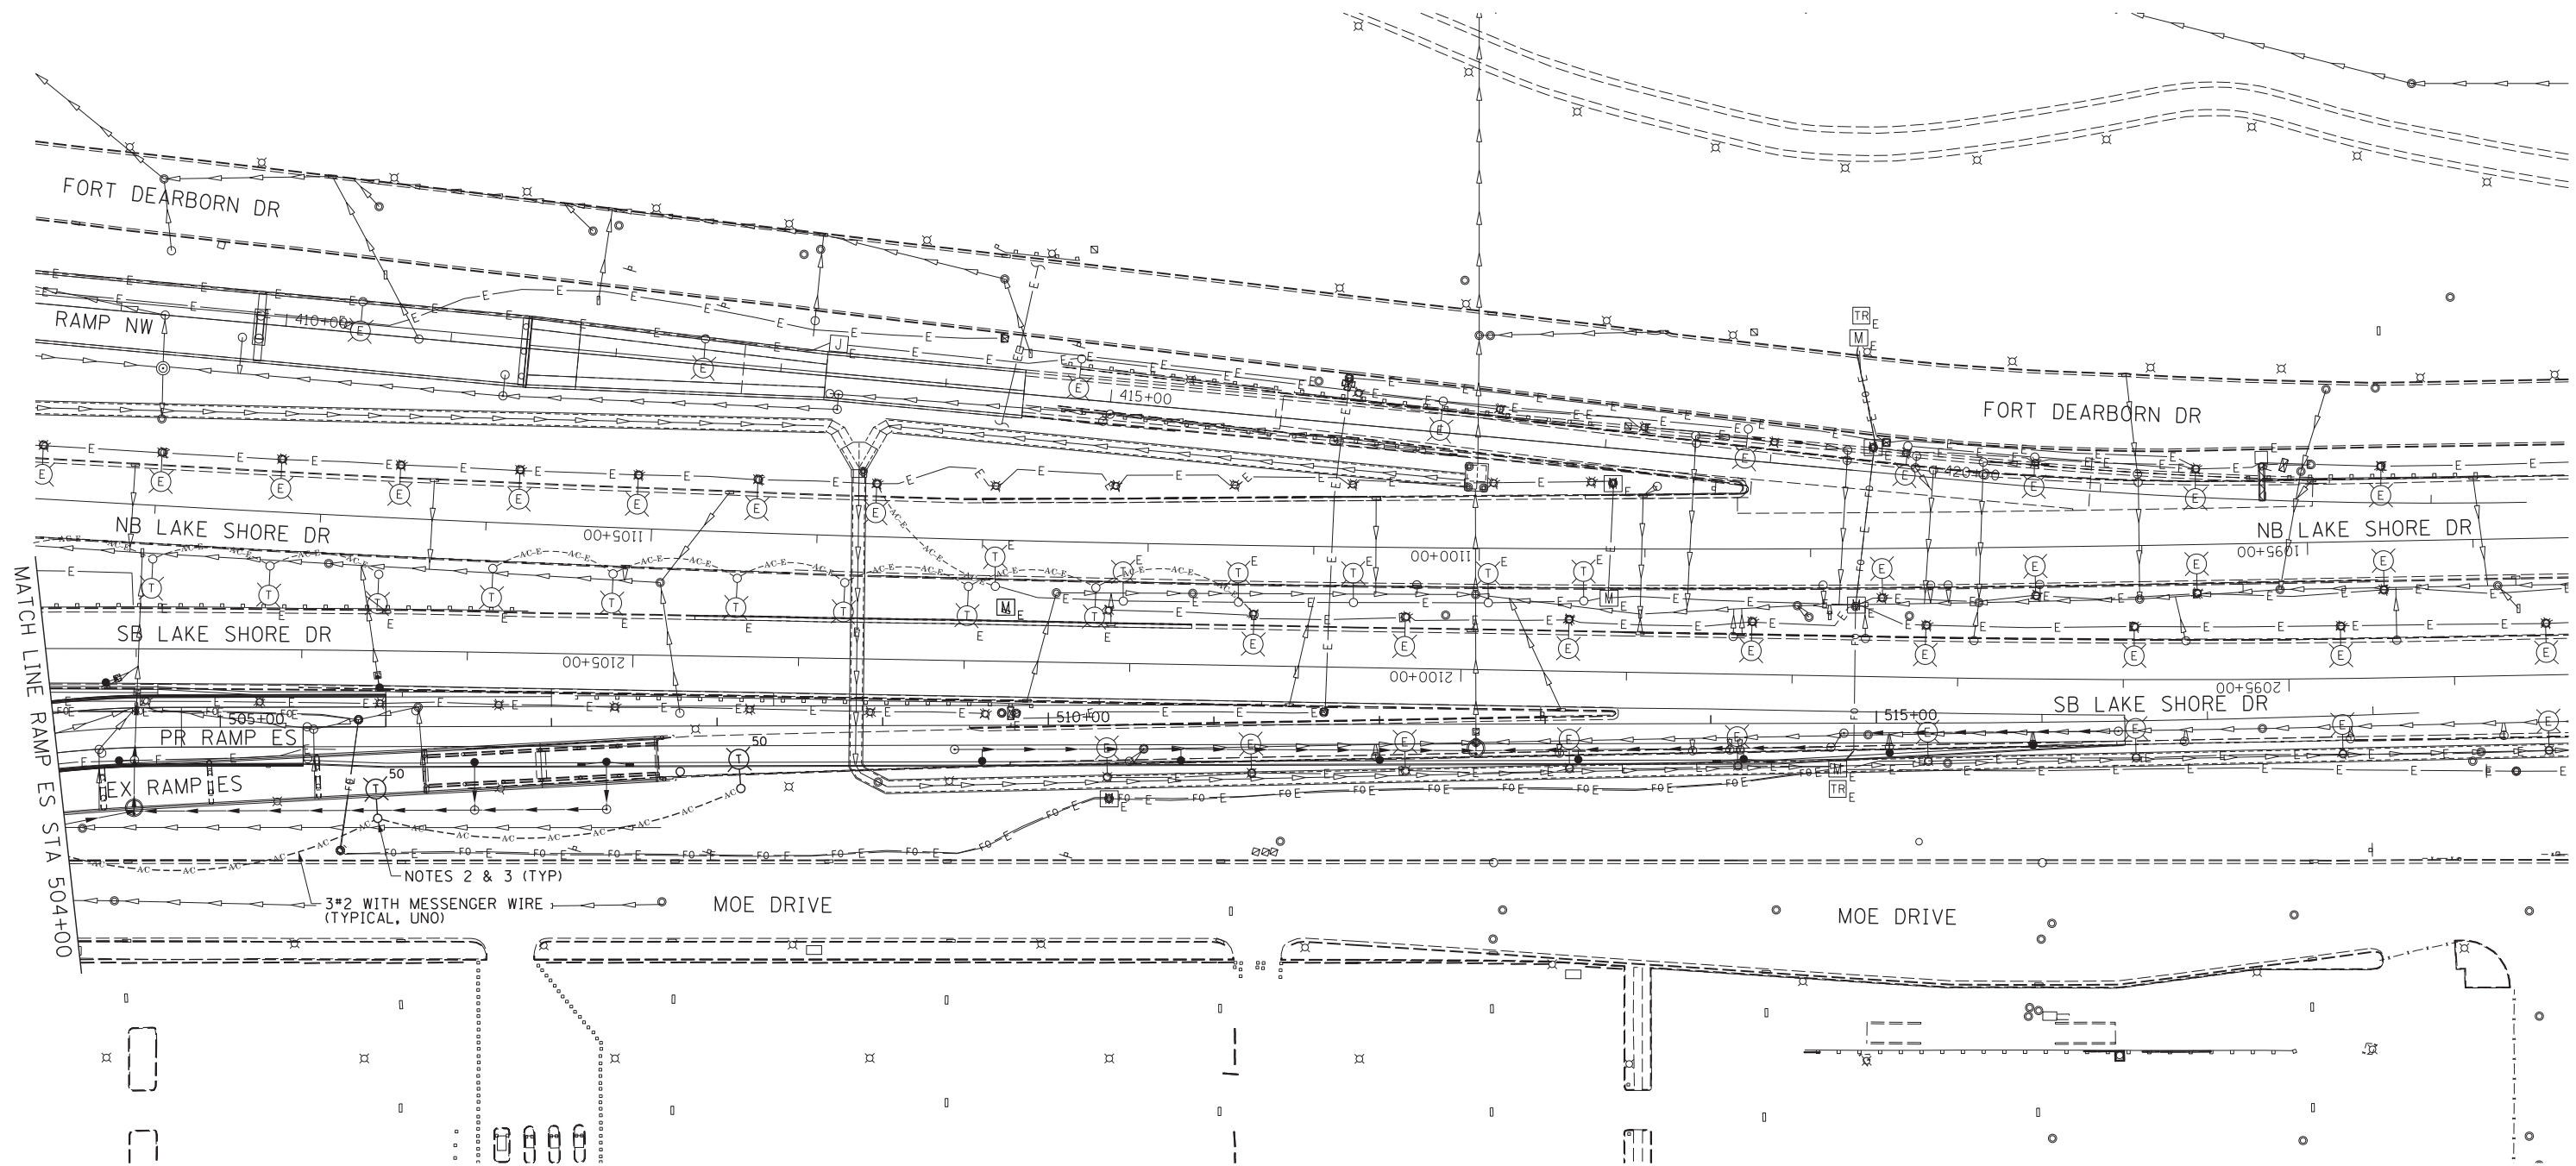 FORT DEARBORN DR
RAMP NW
410+00
J
415+00
TR
E
M
E
FORT DEARBORN DR
420+00
NB LAKE SHORE DR
1105+00
1100+00
NB LAKE SHORE DR
1095+00
MATCH LINE RAMP ES STA 504+00
SB LAKE SHORE DR
2105+00
2100+00
2095+00
SB LAKE SHORE DR
505+00
510+00
515+00
PR RAMP ES
EX RAMP ES
50
50
M
E
TR
E
NOTES 2 & 3 (TYP)
3#2 WITH MESSENGER WIRE
(TYPICAL, UNO)
MOE DRIVE
MOE DRIVE